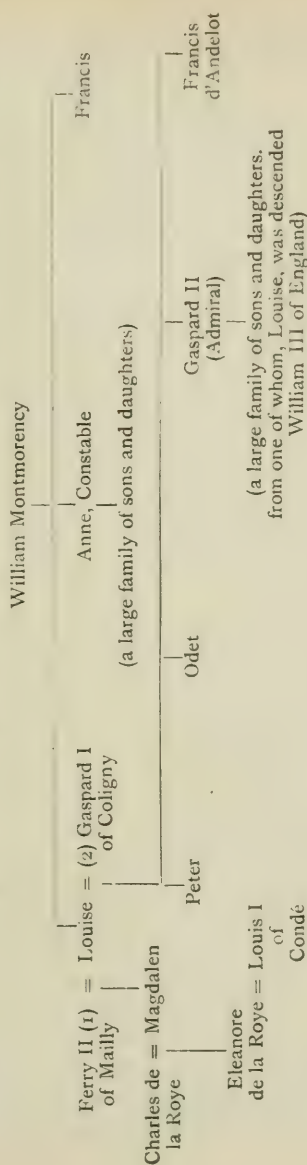 William Montmorency
Ferry II (1) = Louise = (2) Gaspard I
of Mailly
of Coligny
Anne, Constable
Francis
(a large family of sons and daughters)
Charles de = Magdalen
la Roye
Peter
Odet
Gaspard II
(Admiral)
Francis
d'Andelot
Eleanore
de la Roye = Louis I
of
Condé
(a large family of sons and daughters.
from one of whom, Louise, was descended
William III of England)